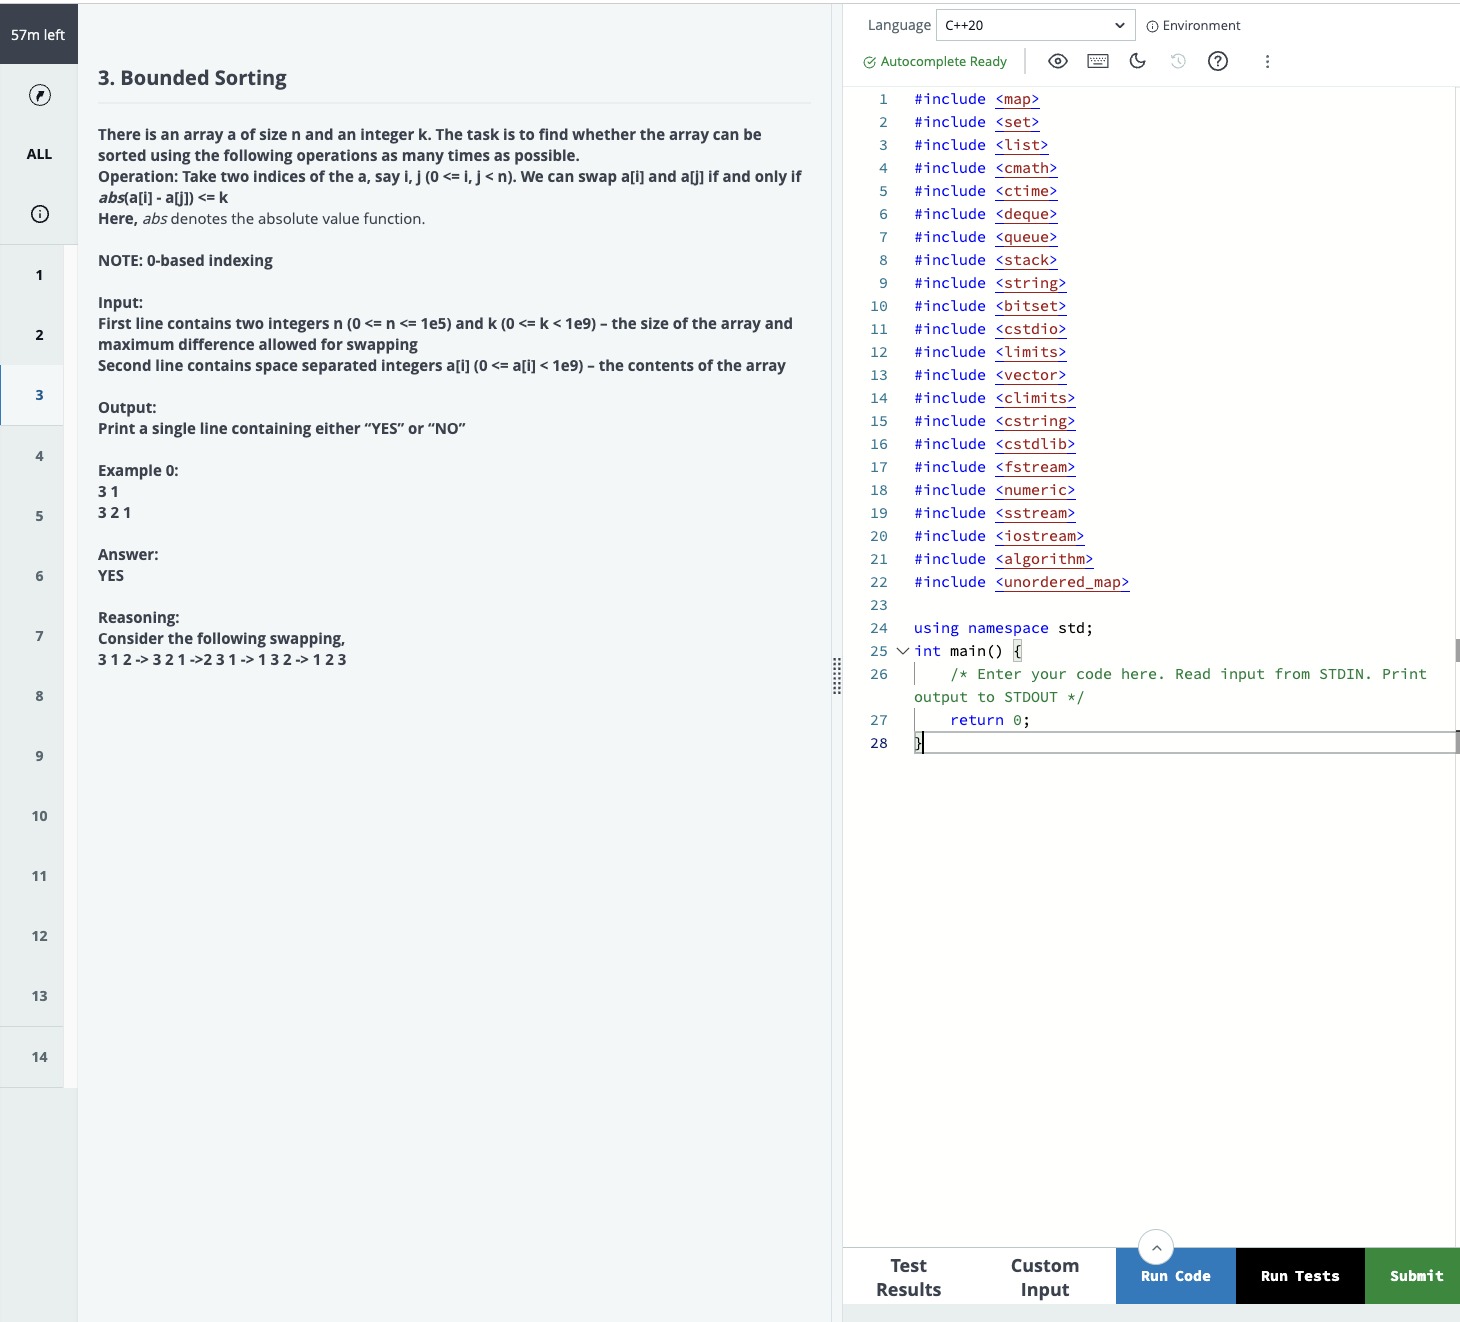 57m left
ALL
1
2
3
4
5
6
7
8
9
10
11
12
13
14
3. Bounded Sorting
There is an array a of size n and an integer k. The task is to find whether the array can be
sorted using the following operations as many times as possible.
Operation: Take two indices of the a, say i, j (0 <= i, j < n). We can swap a[i] and a[j] if and only if
abs(a[i] - a[j]) <= k
Here, abs denotes the absolute value function.
NOTE: 0-based indexing
Input:
First line contains two integers n (0 <= n <= 1e5) and k (0 <= k < 1e9) – the size of the array and
maximum difference allowed for swapping
Second line contains space separated integers a[i] (0 <= a[i] < 1e9) – the contents of the array
Output:
Print a single line containing either “YES” or “NO”
Example 0:
3 1
3 2 1
Answer:
YES
Reasoning:
Consider the following swapping,
3 1 2 -> 3 2 1 ->2 3 1 -> 1 3 2 -> 1 2 3
Language C++20 Environment
Autocomplete Ready
1 #include <map>
2 #include <set>
3 #include <list>
4 #include <cmath>
5 #include <ctime>
6 #include <deque>
7 #include <queue>
8 #include <stack>
9 #include <string>
10 #include <bitset>
11 #include <cstdio>
12 #include <limits>
13 #include <vector>
14 #include <climits>
15 #include <cstring>
16 #include <cstdlib>
17 #include <fstream>
18 #include <numeric>
19 #include <sstream>
20 #include <iostream>
21 #include <algorithm>
22 #include <unordered_map>
23
24 using namespace std;
25 int main() {
26 /* Enter your code here. Read input from STDIN. Print
output to STDOUT */
27 return 0;
28 }
Test
Results
Custom
Input
Run Code
Run Tests
Submit